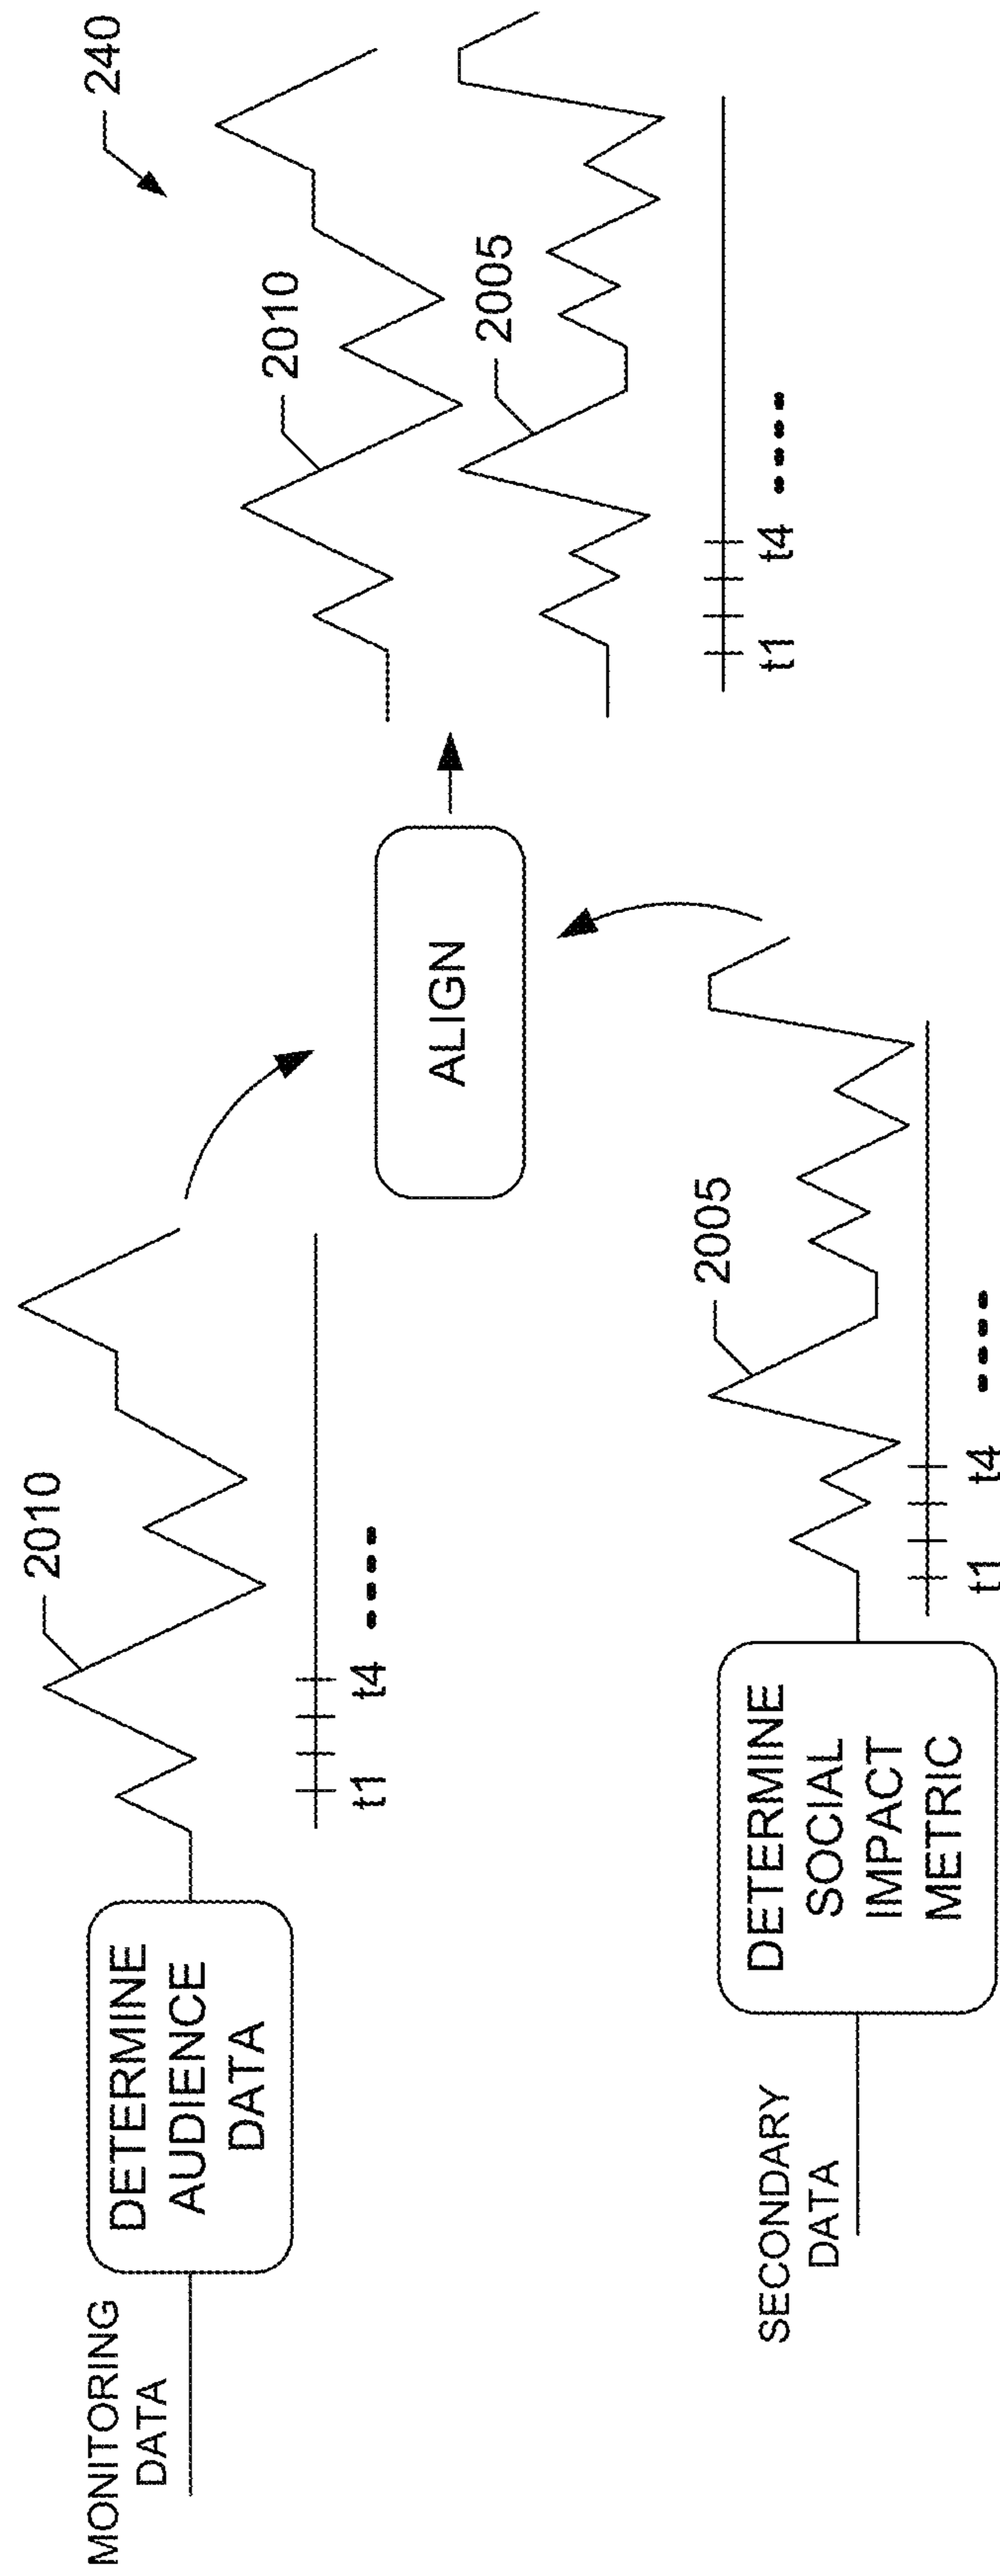 MONITORING
DATA
DETERMINE
AUDIENCE
DATA
2010
t1 t4
SECONDARY
DATA
DETERMINE
SOCIAL
IMPACT
METRIC
2005
t1 t4
ALIGN
240
2010
2005
t1 t4